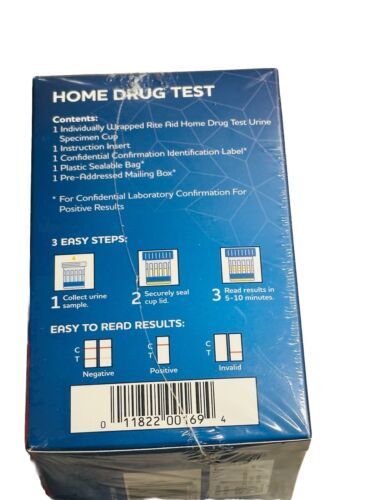 HOME DRUG TEST
Contents:
1 Individually Wrapped Rite Aid Home Drug Test Urine
Specimen Cup
1 Instruction Insert
1 Confidential Confirmation Identification Label*
1 Plastic Sealable Bag*
1 Pre-Addressed Mailing Box*
* For Confidential Laboratory Confirmation For
Positive Results
3 EASY STEPS:
1 Collect urine
sample.
2 Securely seal
cup lid.
3 Read results in
5-10 minutes.
EASY TO READ RESULTS:
C
T
Negative
C
T
Positive
C
T
Invalid
0 11822 00169 4